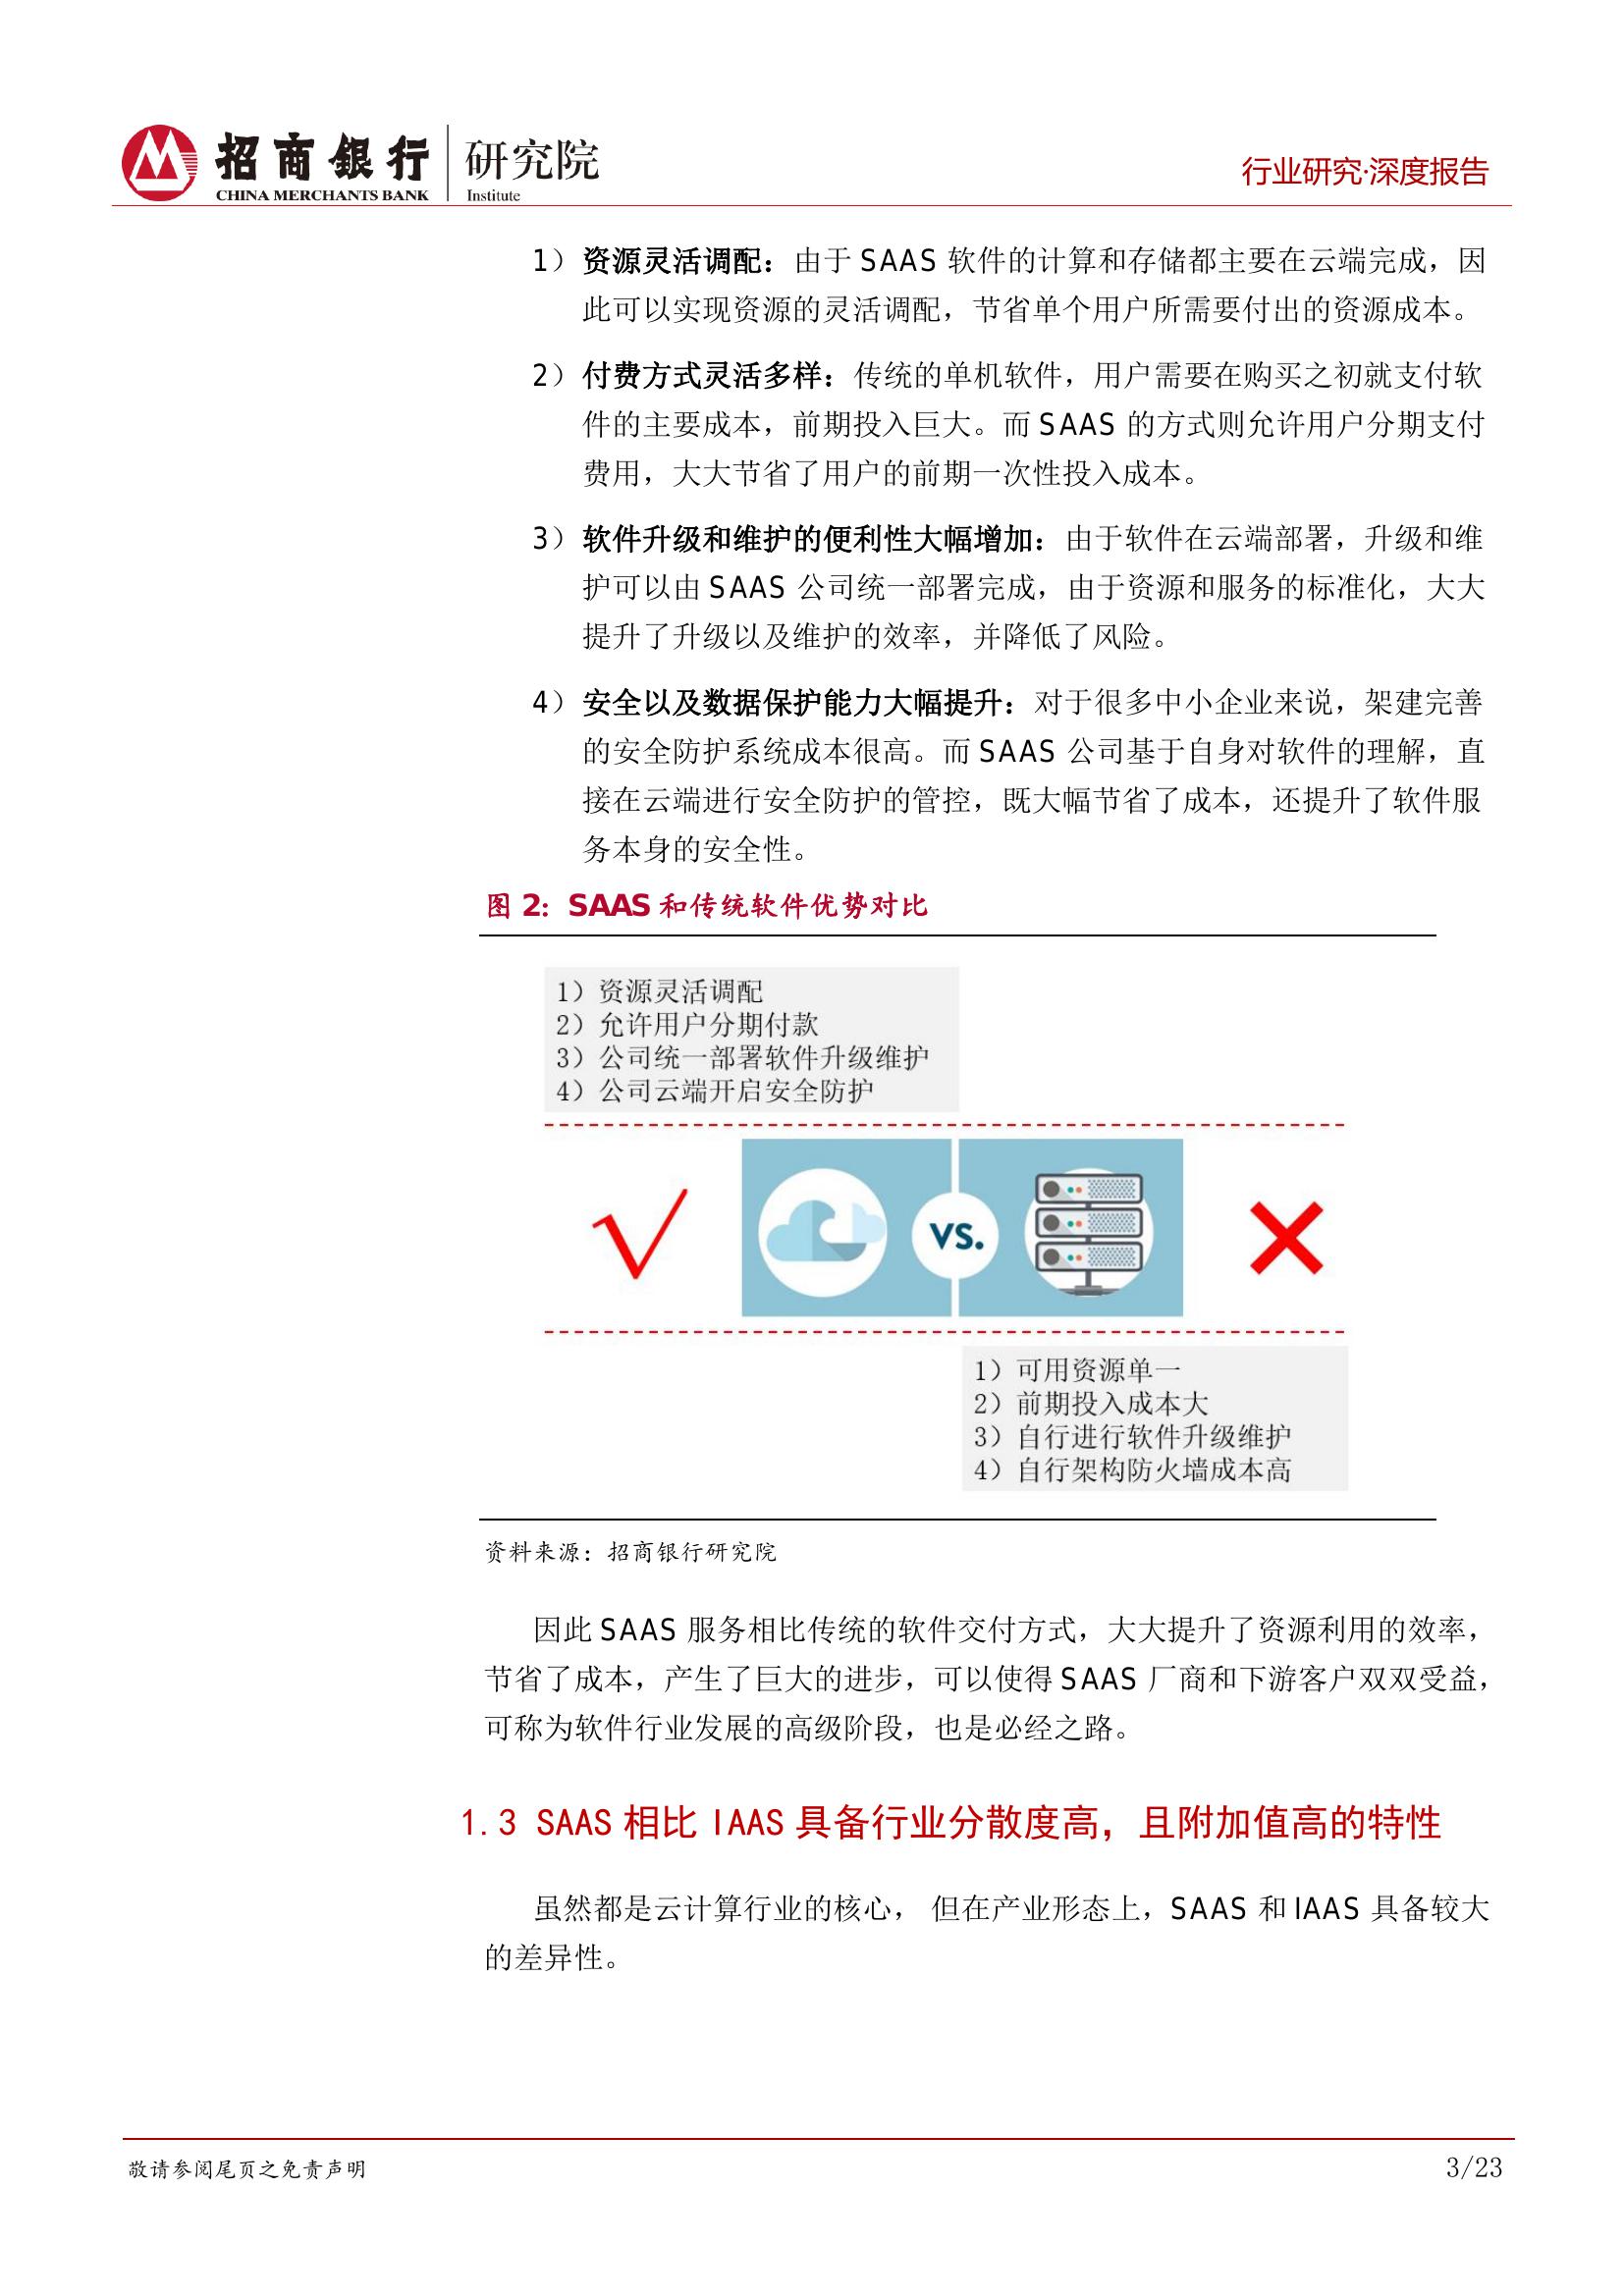 招商银行 研究院
CHINA MERCHANTS BANK Institute
行业研究·深度报告
1）资源灵活调配：由于 SAAS 软件的计算和存储都主要在云端完成，因
此可以实现资源的灵活调配，节省单个用户所需要付出的资源成本。
2）付费方式灵活多样：传统的单机软件，用户需要在购买之初就支付软
件的主要成本，前期投入巨大。而 SAAS 的方式则允许用户分期支付
费用，大大节省了用户的前期一次性投入成本。
3）软件升级和维护的便利性大幅增加：由于软件在云端部署，升级和维
护可以由 SAAS 公司统一部署完成，由于资源和服务的标准化，大大
提升了升级以及维护的效率，并降低了风险。
4）安全以及数据保护能力大幅提升：对于很多中小企业来说，架建完善
的安全防护系统成本很高。而 SAAS 公司基于自身对软件的理解，直
接在云端进行安全防护的管控，既大幅节省了成本，还提升了软件服
务本身的安全性。
图 2：SAAS 和传统软件优势对比
1）资源灵活调配
2）允许用户分期付款
3）公司统一部署软件升级维护
4）公司云端开启安全防护
VS.
1）可用资源单一
2）前期投入成本大
3）自行进行软件升级维护
4）自行架构防火墙成本高
资料来源：招商银行研究院
因此 SAAS 服务相比传统的软件交付方式，大大提升了资源利用的效率，
节省了成本，产生了巨大的进步，可以使得 SAAS 厂商和下游客户双双受益，
可称为软件行业发展的高级阶段，也是必经之路。
1.3 SAAS 相比 IAAS 具备行业分散度高，且附加值高的特性
虽然都是云计算行业的核心， 但在产业形态上，SAAS 和 IAAS 具备较大
的差异性。
敬请参阅尾页之免责声明
3/23